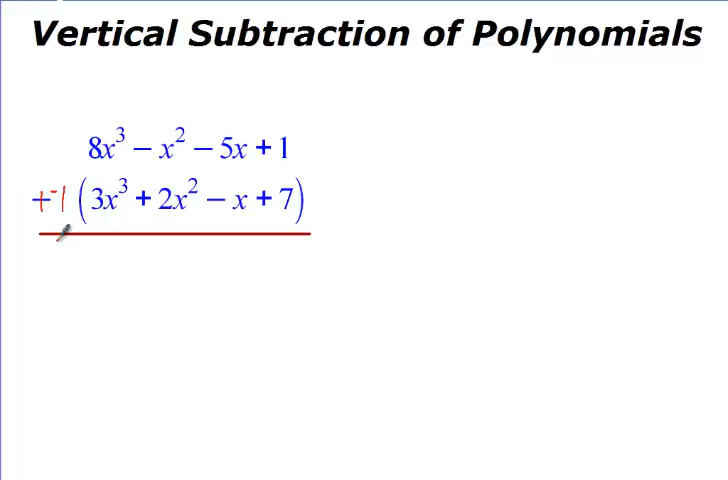 Vertical Subtraction of Polynomials
8x³ − x² − 5x + 1
+ -1 (3x³ + 2x² − x + 7)